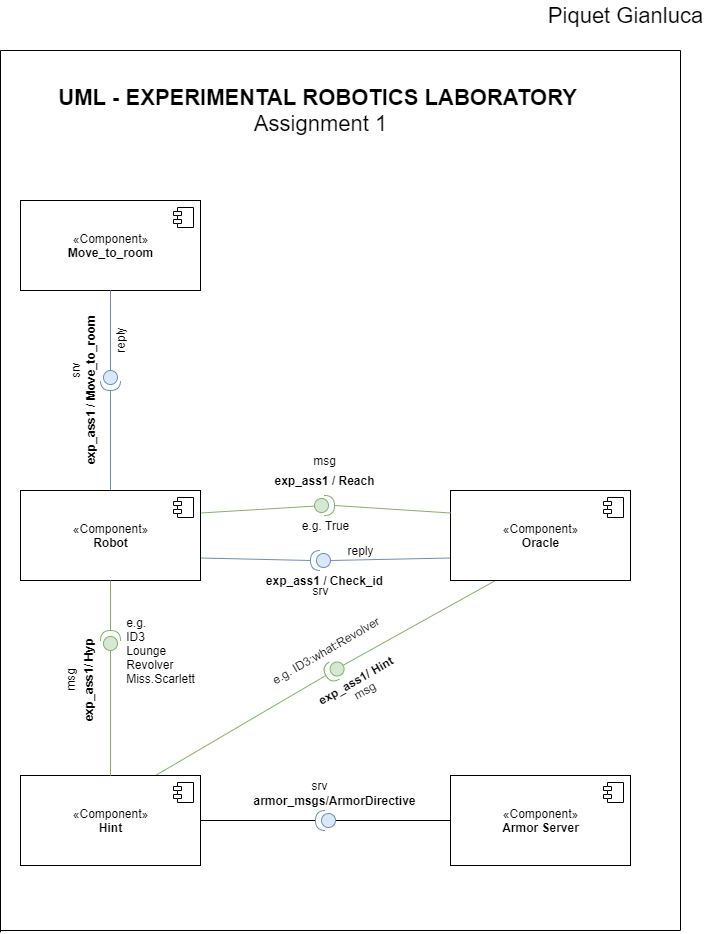 Piquet Gianluca
UML - EXPERIMENTAL ROBOTICS LABORATORY
Assignment 1
«Component»
Move_to_room
srv
exp_ass1 / Move_to_room
reply
msg
exp_ass1 / Reach
e.g. True
«Component»
Robot
«Component»
Oracle
reply
exp_ass1 / Check_id
srv
msg
exp_ass1/ Hyp
e.g.
ID3
Lounge
Revolver
Miss.Scarlett
e.g. ID3:what:Revolver
exp_ass1/ Hint
msg
«Component»
Hint
srv
armor_msgs/ArmorDirective
«Component»
Armor Server